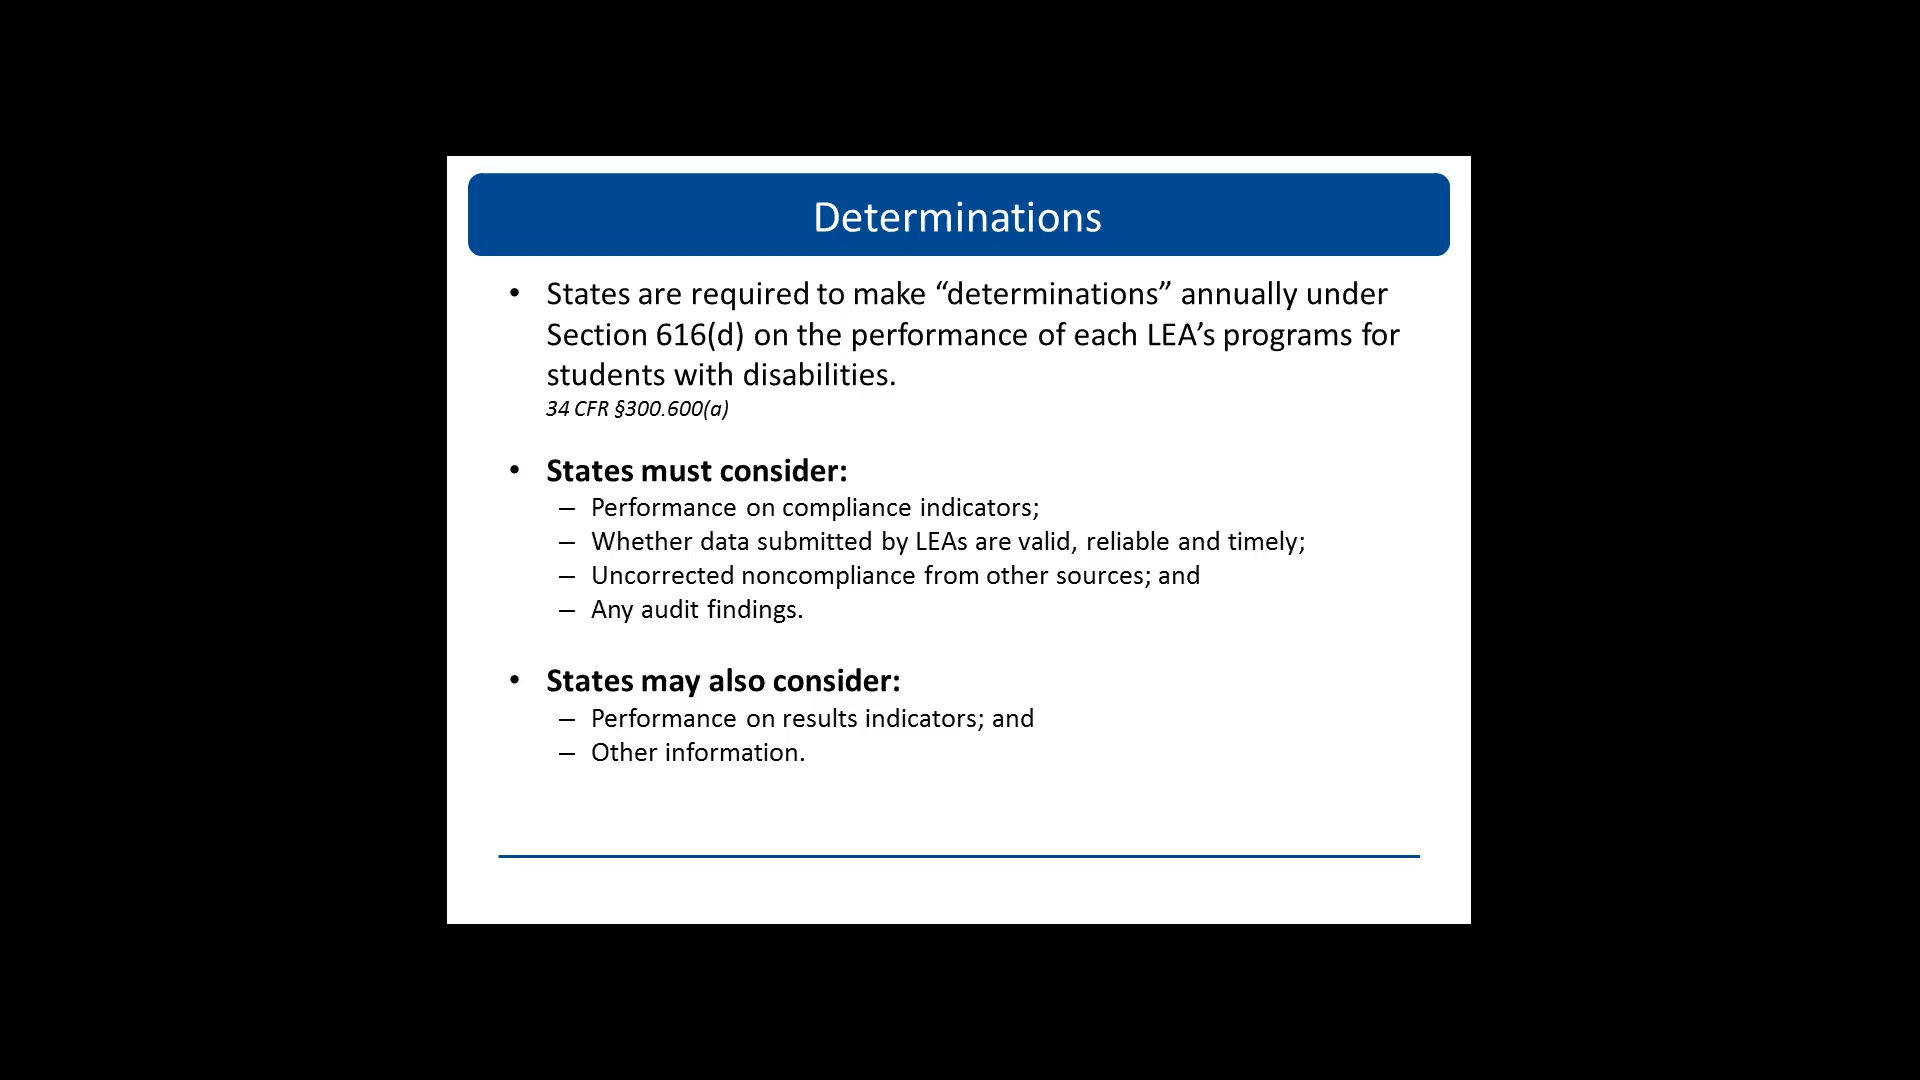 Determinations
• States are required to make “determinations” annually under
Section 616(d) on the performance of each LEA’s programs for
students with disabilities.
34 CFR §300.600(a)
• States must consider:
– Performance on compliance indicators;
– Whether data submitted by LEAs are valid, reliable and timely;
– Uncorrected noncompliance from other sources; and
– Any audit findings.
• States may also consider:
– Performance on results indicators; and
– Other information.